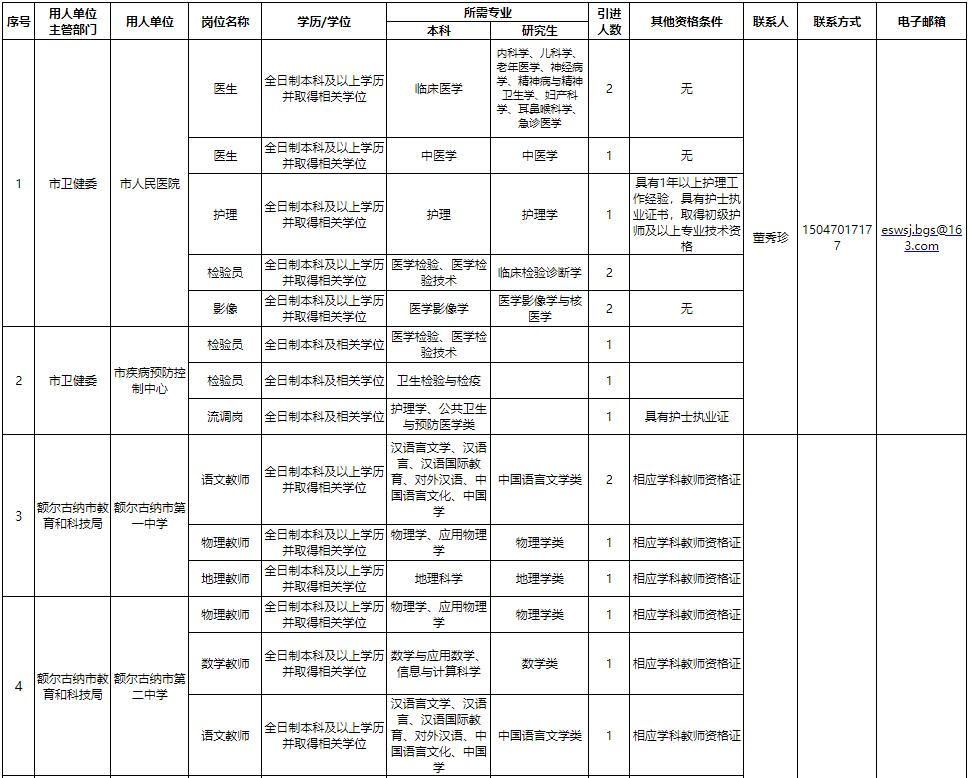 序号
用人单位
主管部门
用人单位
岗位名称
学历/学位
所需专业
本科
研究生
引进
人数
其他资格条件
联系人
联系方式
电子邮箱
1
市卫健委
市人民医院
医生
全日制本科及以上学历
并取得相关学位
临床医学
内科学、儿科学、
老年医学、神经病
学、精神病与精神
卫生学、妇产科
学、耳鼻喉科学、
急诊医学
2
无
医生
全日制本科及以上学历
并取得相关学位
中医学
中医学
1
无
护理
全日制本科及以上学历
并取得相关学位
护理
护理学
1
具有1年以上护理工
作经验，具有护士执
业证书，取得初级护
师及以上专业技术资
格
检验员
全日制本科及以上学历
并取得相关学位
医学检验、医学检
验技术
临床检验诊断学
2
影像
全日制本科及以上学历
并取得相关学位
医学影像学
医学影像学与核
医学
2
无
董秀珍
1504701717
7
eswsj.bgs@16
3.com
2
市卫健委
市疾病预防控
制中心
检验员
全日制本科及相关学位
医学检验、医学检
验技术
1
检验员
全日制本科及相关学位
卫生检验与检疫
1
流调岗
全日制本科及相关学位
护理学、公共卫生
与预防医学类
1
具有护士执业证
3
额尔古纳市教
育和科技局
额尔古纳市第
一中学
语文教师
全日制本科及以上学历
并取得相关学位
汉语言文学、汉语
言、汉语国际教
育、对外汉语、中
国语言文化、中国
学
中国语言文学类
2
相应学科教师资格证
物理教师
全日制本科及以上学历
并取得相关学位
物理学、应用物理
学
物理学类
1
相应学科教师资格证
地理教师
全日制本科及以上学历
并取得相关学位
地理科学
地理学类
1
相应学科教师资格证
4
额尔古纳市教
育和科技局
额尔古纳市第
二中学
物理教师
全日制本科及以上学历
并取得相关学位
物理学、应用物理
学
物理学类
1
相应学科教师资格证
数学教师
全日制本科及以上学历
并取得相关学位
数学与应用数学、
信息与计算科学
数学类
1
相应学科教师资格证
语文教师
全日制本科及以上学历
并取得相关学位
汉语言文学、汉语
言、汉语国际教
育、对外汉语、中
国语言文化、中国
学
中国语言文学类
1
相应学科教师资格证